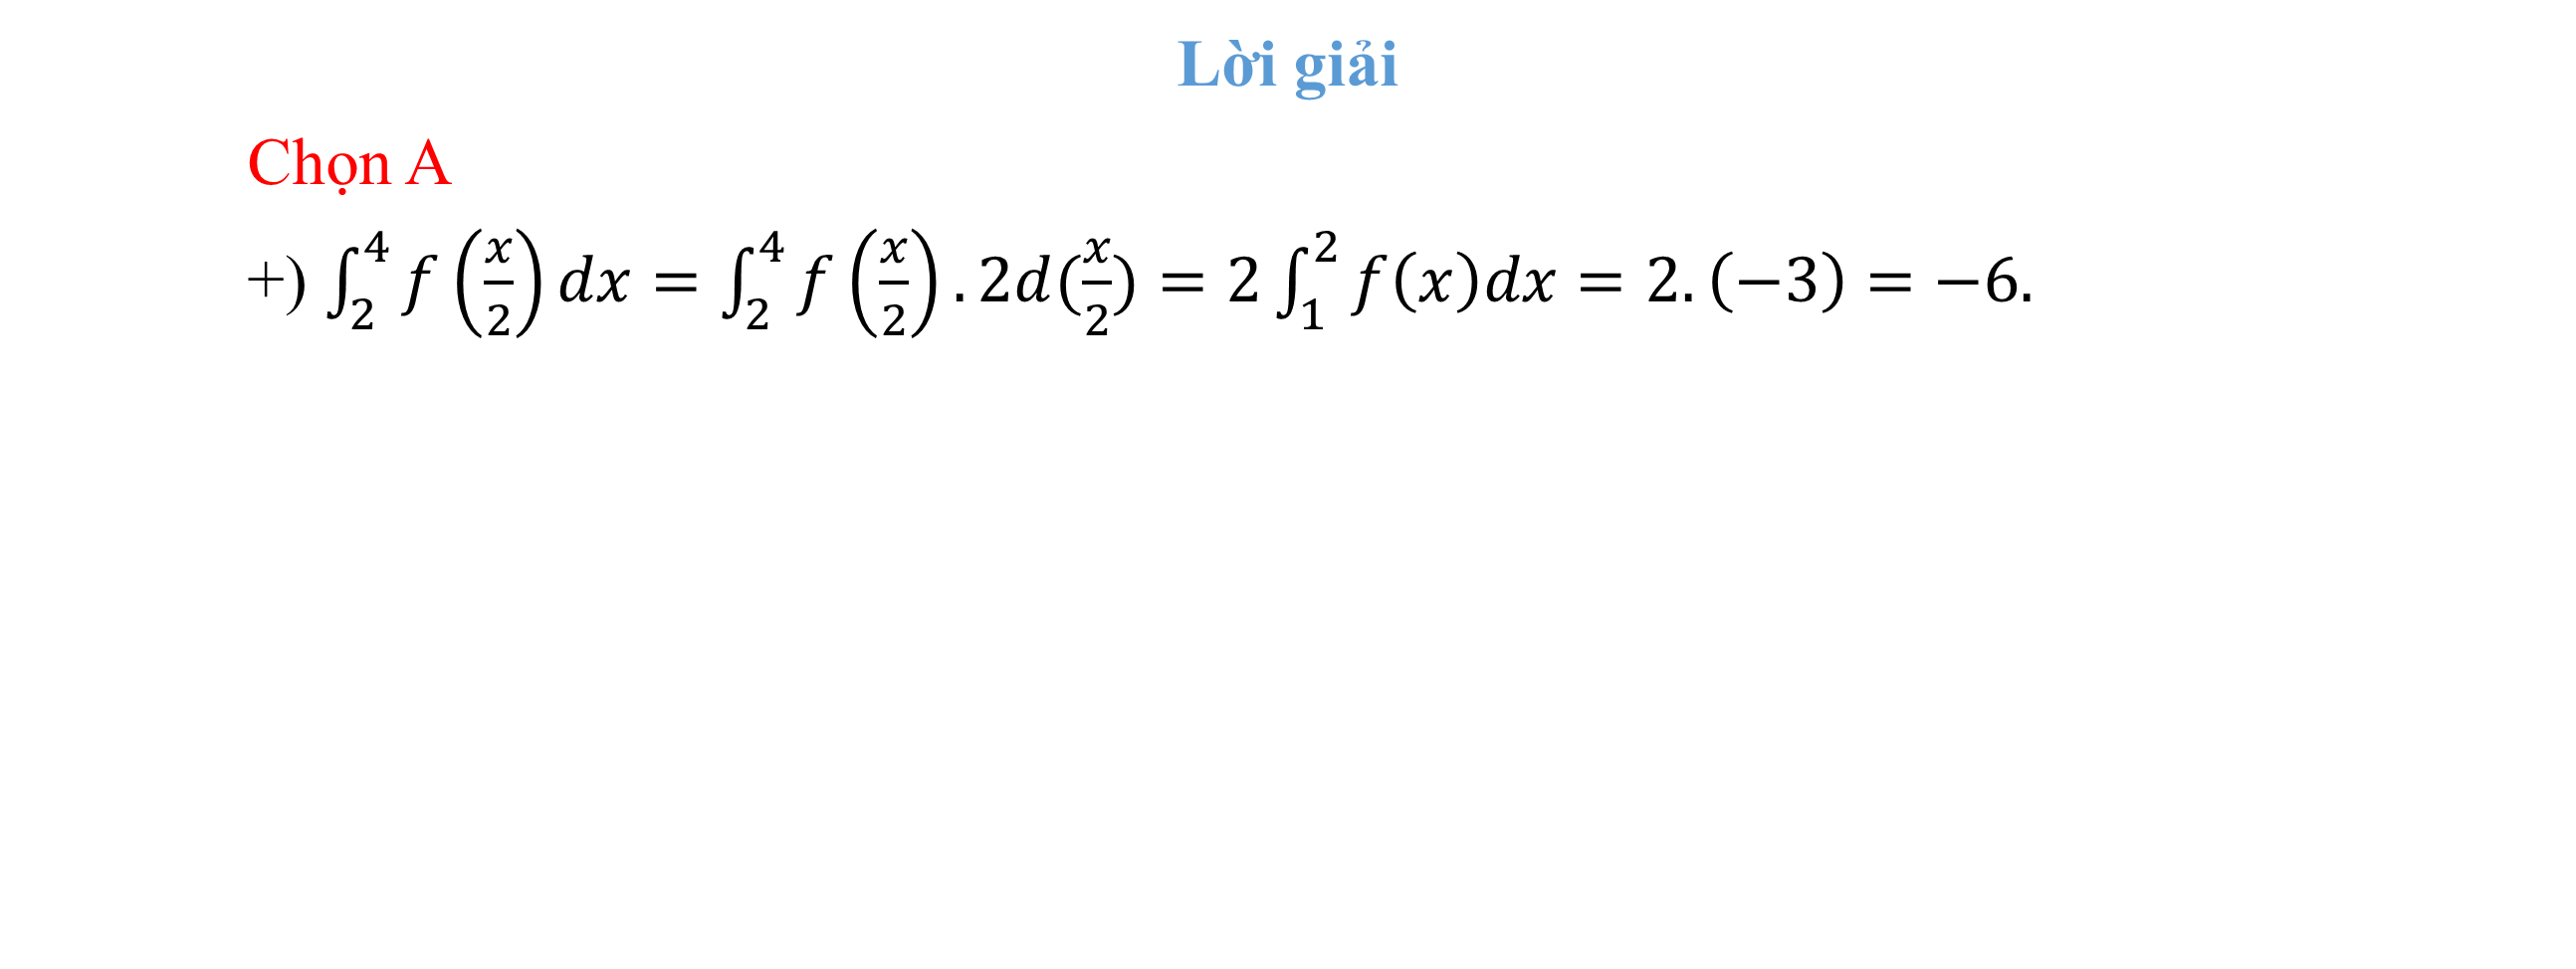 Lời giải
Chọn A
+) ∫₂⁴ f(x/2) dx = ∫₂⁴ f(x/2) . 2d(x/2) = 2 ∫₁² f(x)dx = 2. (−3) = −6.